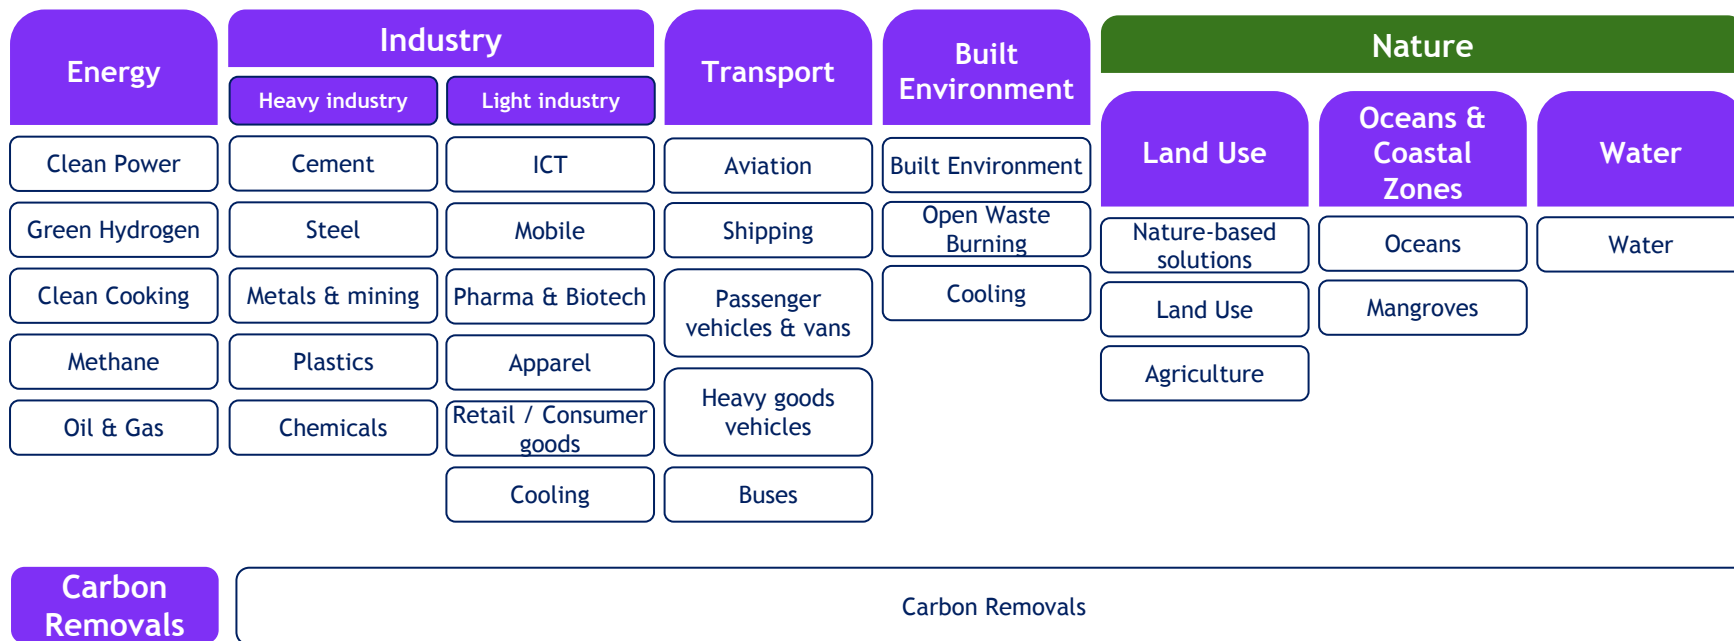 Energy
Clean Power
Green Hydrogen
Clean Cooking
Methane
Oil & Gas
Industry
Heavy industry
Cement
Steel
Metals & mining
Plastics
Chemicals
Light industry
ICT
Mobile
Pharma & Biotech
Apparel
Retail / Consumer
goods
Cooling
Transport
Aviation
Shipping
Passenger
vehicles & vans
Heavy goods
vehicles
Buses
Built
Environment
Built Environment
Open Waste
Burning
Cooling
Nature
Land Use
Nature-based
solutions
Land Use
Agriculture
Oceans &
Coastal
Zones
Oceans
Mangroves
Water
Water
Carbon
Removals
Carbon Removals